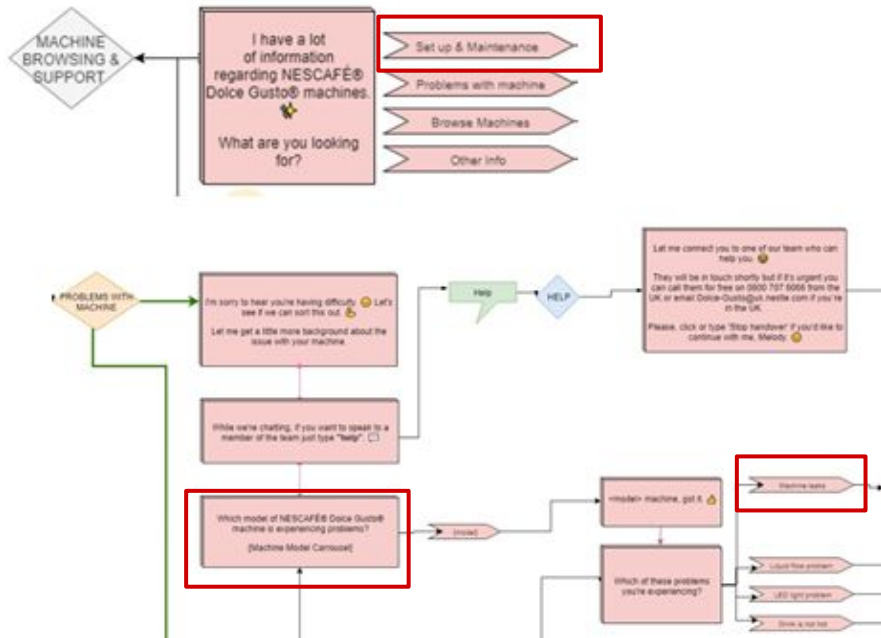 MACHINE
BROWSING &
SUPPORT
I have a lot
of information
regarding NESCAFÉ®
Dolce Gusto® machines.
What are you looking
for?
Set up & Maintenance
Problems with machine
Browse Machines
Other Info
PROBLEMS WITH
MACHINE
I'm sorry to hear you're having difficulty. Let's
see if we can sort this out.
Let me get a little more background about the
issue with your machine.
Help
HELP
Let me connect you to one of our team who can
help you.
They will be in touch shortly but if it's urgent you
can call them for free on 0800 707 6066 from the
UK or email Dolce-Gusto@uk.nestle.com if you're
in the UK.
Please, click or type 'Stop handover' if you'd like to
continue with me, Melody.
While we're chatting, if you want to speak to a
member of the team just type "help".
Which model of NESCAFÉ® Dolce Gusto®
machine is experiencing problems?
[Machine Model Carrousel]
[model]
<model> machine, got it.
Which of these problems
you're experiencing?
Machine leaks
Liquid flow problem
LED light problem
Drink is not hot